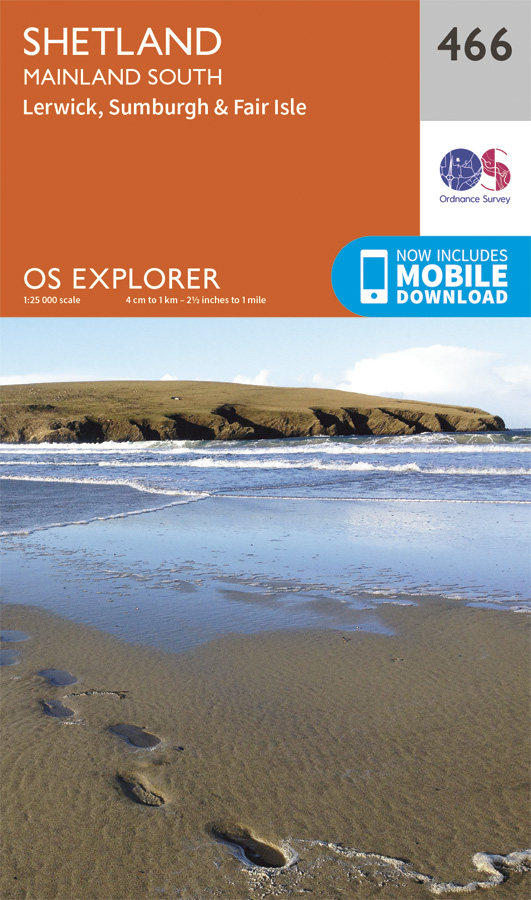 SHETLAND
MAINLAND SOUTH
Lerwick, Sumburgh & Fair Isle
466
OS
Ordnance Survey
OS EXPLORER
1:25 000 scale 4 cm to 1 km – 2½ inches to 1 mile
NOW INCLUDES
MOBILE
DOWNLOAD